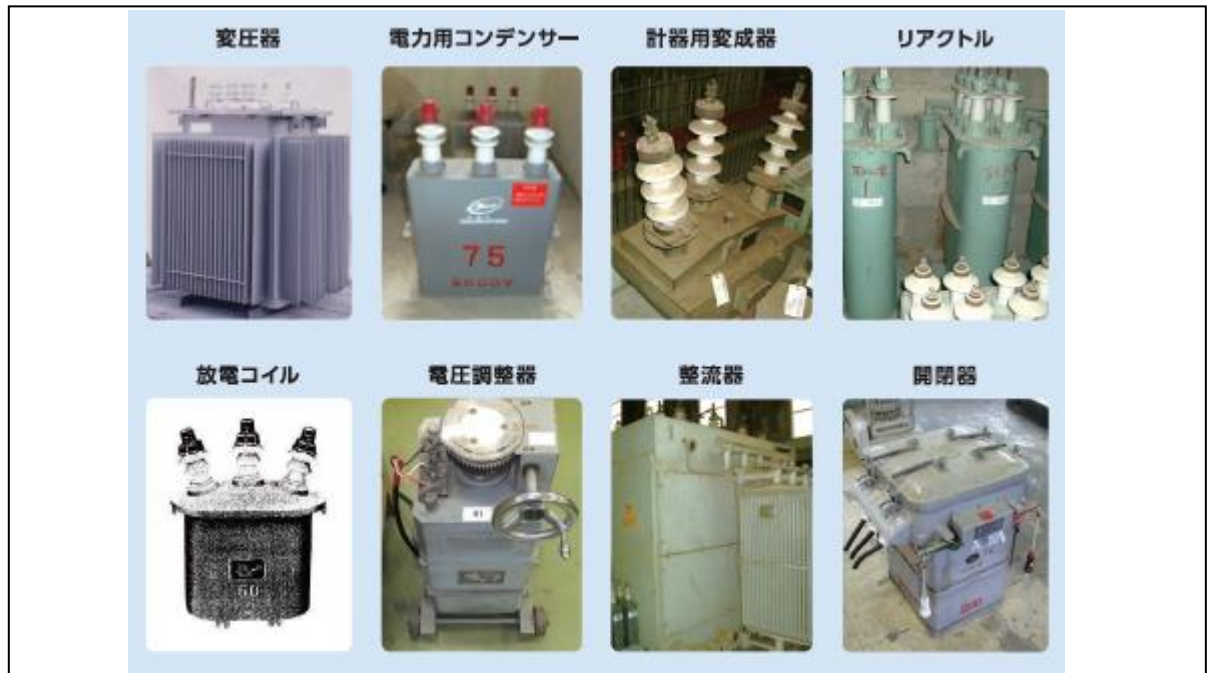 変圧器
電力用コンデンサー
計器用変成器
リアクトル
75
放電コイル
電圧調整器
整流器
開閉器
50